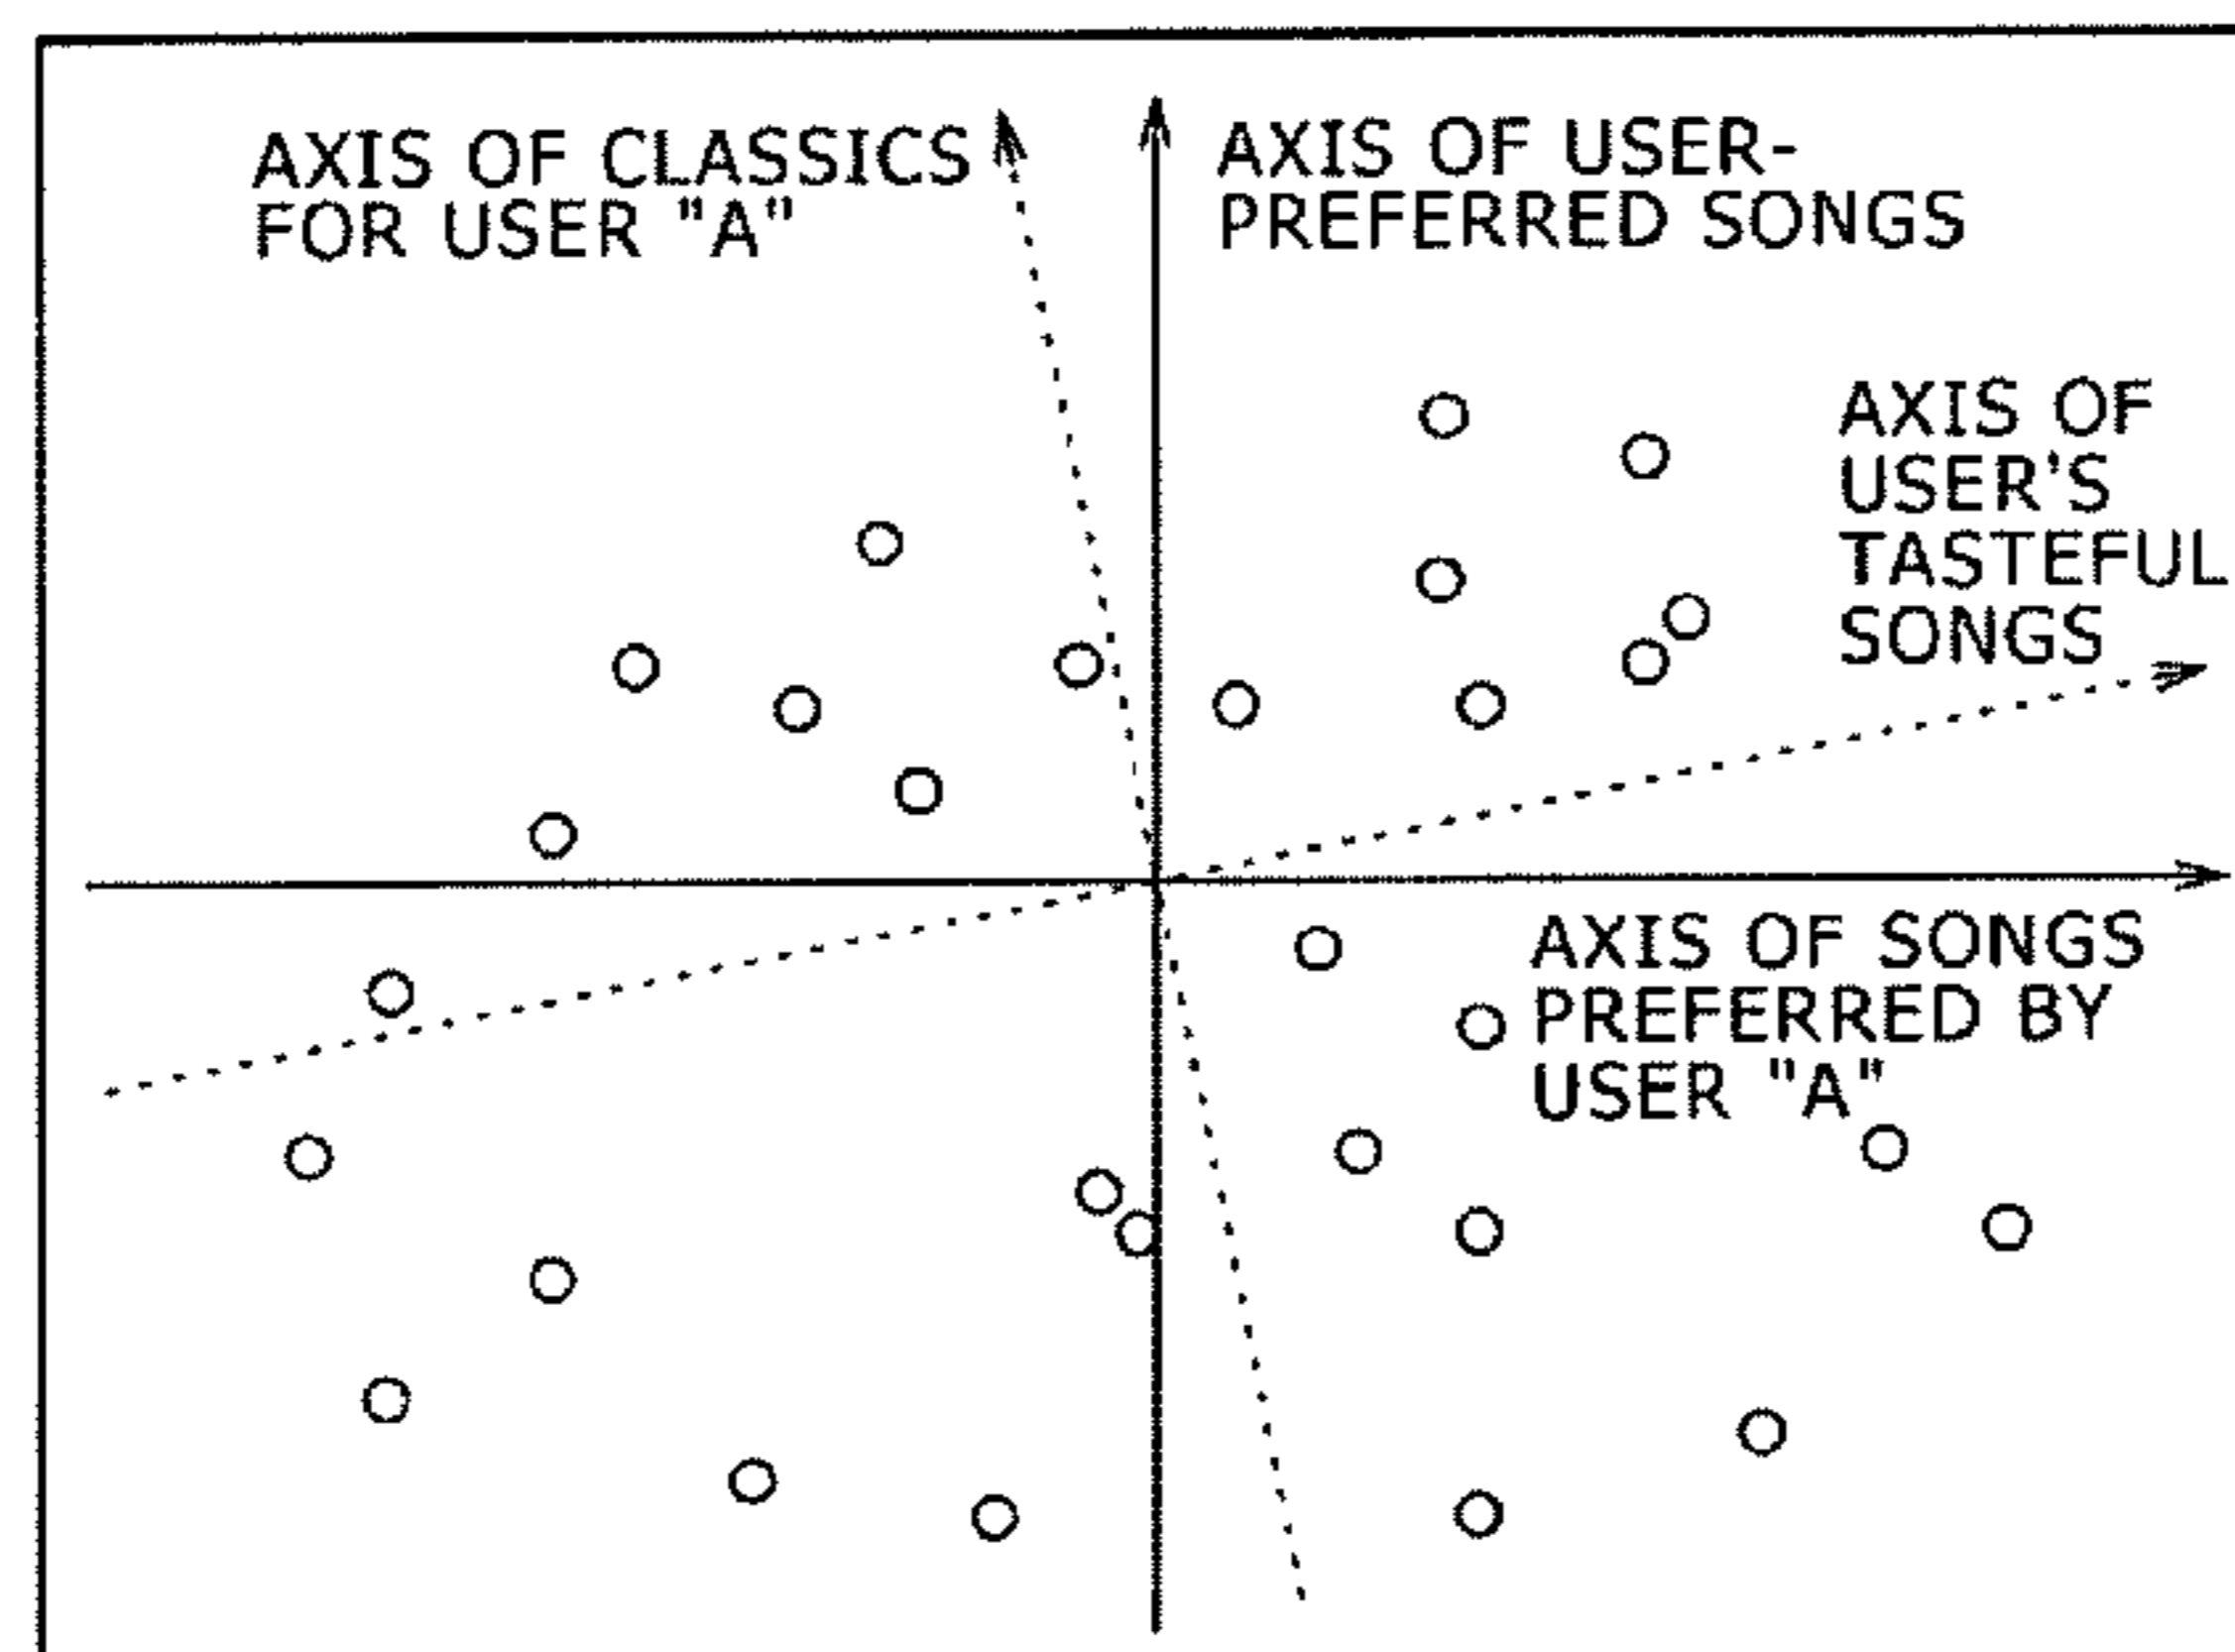 AXIS OF CLASSICS
FOR USER "A"
AXIS OF USER-
PREFERRED SONGS
AXIS OF
USER'S
TASTEFUL
SONGS
AXIS OF SONGS
PREFERRED BY
USER "A"